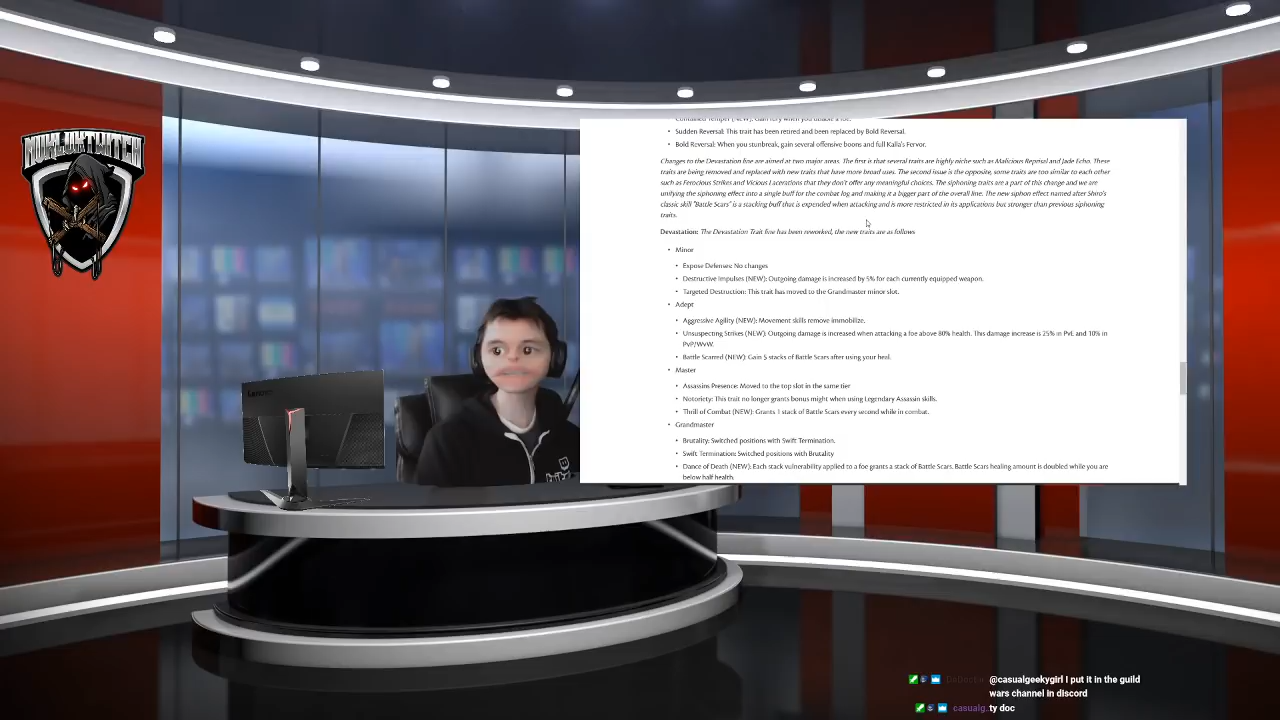 NURLOKTWITCH
Contained Temper (NEW): Gain fury when you disable a foe.
• Sudden Reversal: This trait has been retired and been replaced by Bold Reversal.
• Bold Reversal: When you stunbreak, gain several offensive boons and full Kalla's Fervor.
Changes to the Devastation line are aimed at two major areas. The first is that several traits are highly niche such as Malicious Reprisal and Jade Echo. These
traits are being removed and replaced with new traits that have more broad uses. The second issue is the opposite, some traits are too similar to each other
such as Ferocious Strikes and Vicious Lacerations that they don't offer any meaningful choices. The siphoning traits are a part of this change and we are
unifying the siphoning effect into a single buff for the combat log and making it a bigger part of the overall line. The new siphon effect named after Shiro's
classic skill "Battle Scars" is a stacking buff that is expended when attacking and is more restricted in its applications but stronger than previous siphoning
traits.
Devastation: The Devastation Trait line has been reworked, the new traits are as follows
• Minor
• Expose Defenses: No changes
• Destructive Impulses (NEW): Outgoing damage is increased by 5% for each currently equipped weapon.
• Targeted Destruction: This trait has moved to the Grandmaster minor slot.
• Adept
• Aggressive Agility (NEW): Movement skills remove immobilize.
• Unsuspecting Strikes (NEW): Outgoing damage is increased when attacking a foe above 80% health. This damage increase is 25% in PvE and 10% in
PvP/WvW.
• Battle Scarred (NEW): Gain 5 stacks of Battle Scars after using your heal.
• Master
• Assassins Presence: Moved to the top slot in the same tier
• Notoriety: This trait no longer grants bonus might when using Legendary Assassin skills.
• Thrill of Combat (NEW): Grants 1 stack of Battle Scars every second while in combat.
• Grandmaster
• Brutality: Switched positions with Swift Termination.
• Swift Termination: Switched positions with Brutality
• Dance of Death (NEW): Each stack vulnerability applied to a foe grants a stack of Battle Scars. Battle Scars healing amount is doubled while you are
below half health.
@casualgeekygirl I put it in the guild
wars channel in discord
casualg ty doc